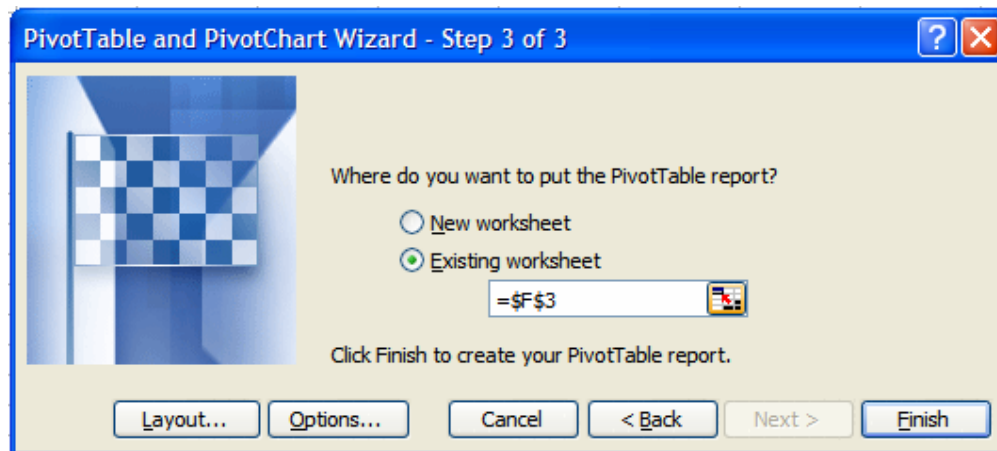 PivotTable and PivotChart Wizard - Step 3 of 3
?
Where do you want to put the PivotTable report?
New worksheet
Existing worksheet
=$F$3
Click Finish to create your PivotTable report.
Layout... Options... Cancel < Back Next > Finish